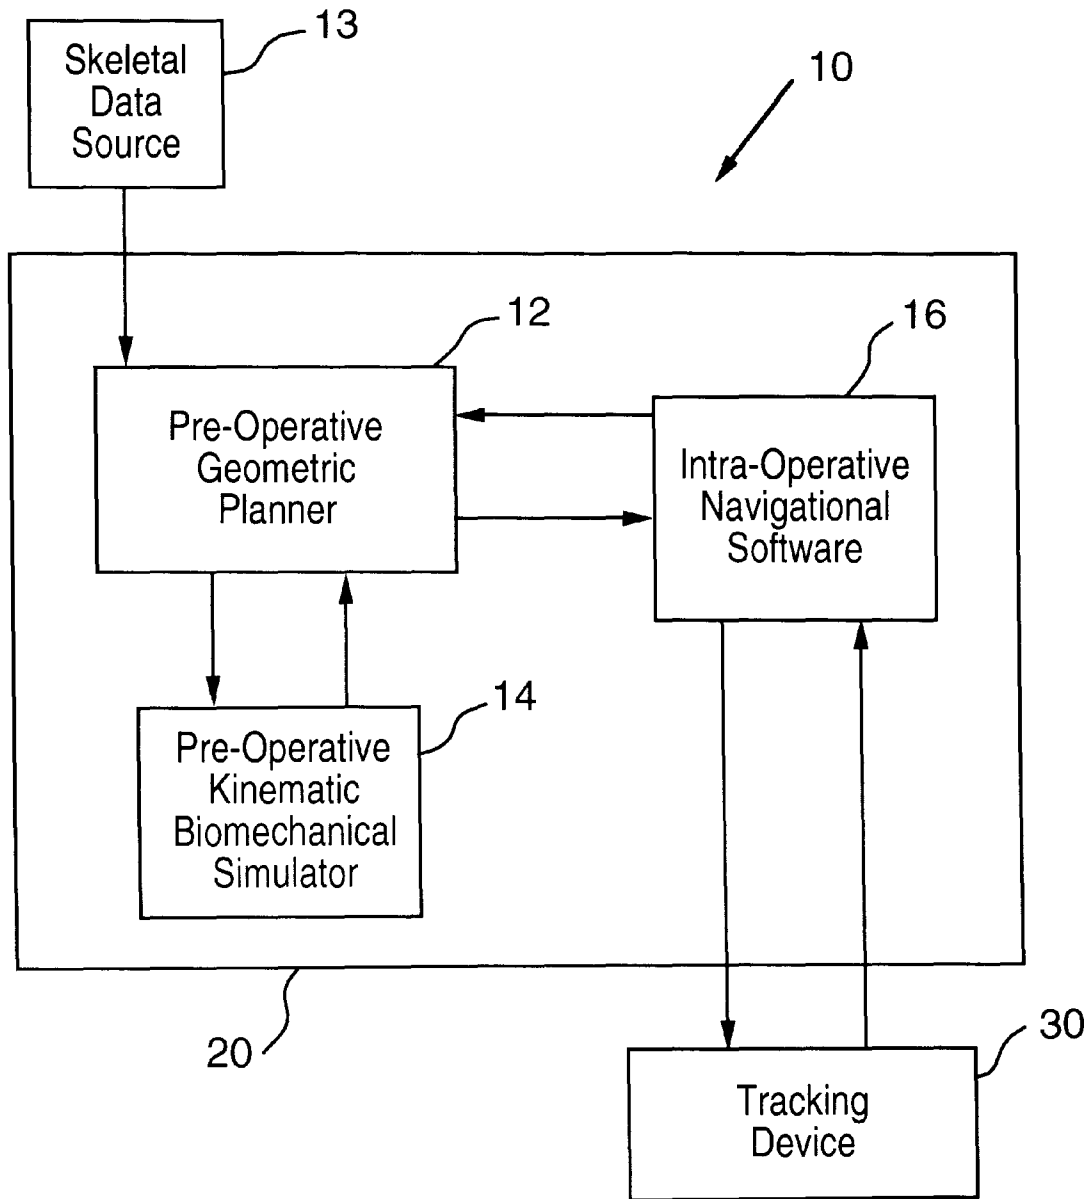 13
Skeletal
Data
Source
10
12
Pre-Operative
Geometric
Planner
16
Intra-Operative
Navigational
Software
14
Pre-Operative
Kinematic
Biomechanical
Simulator
20
30
Tracking
Device